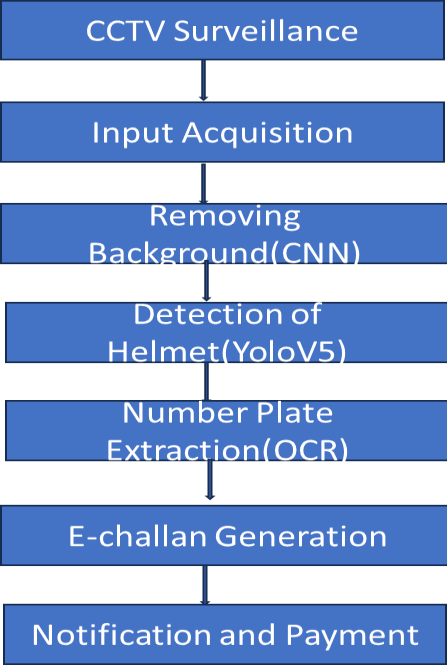 CCTV Surveillance
Input Acquisition
Removing
Background(CNN)
Detection of
Helmet(YoloV5)
Number Plate
Extraction(OCR)
E-challan Generation
Notification and Payment